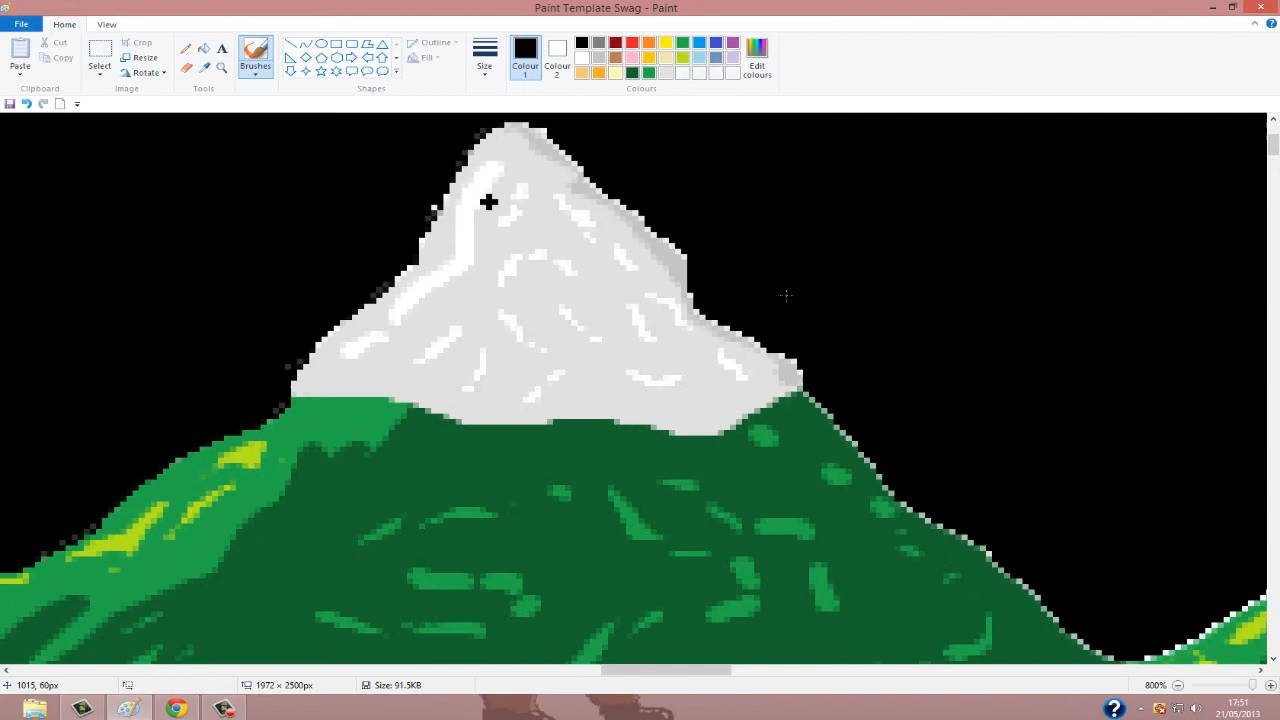 Paint Template Swag - Paint
File Home View
Paste Cut Copy
Select Crop Resize Rotate
Brushes
Outline Fill
Size
Colour 1
Colour 2
Edit colours
Clipboard Image Tools Shapes Colours
1015, 60px 1972 × 2500px Size: 91.5KB 800%
17:51
21/05/2013